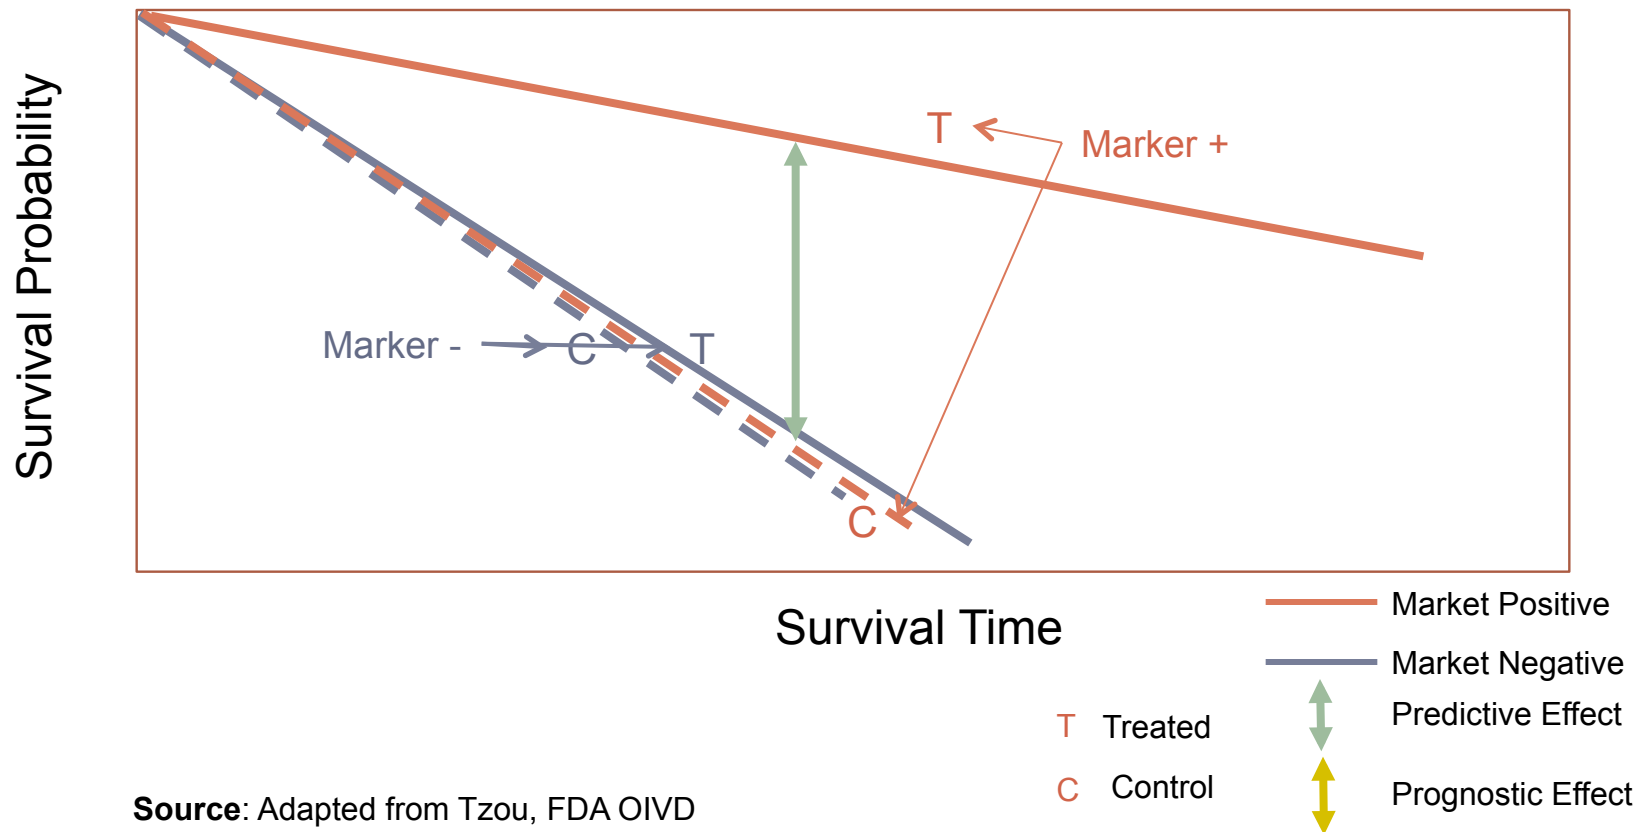 Survival Probability
T
Marker +
Marker -
C
T
C
Survival Time
Market Positive
Market Negative
Predictive Effect
T Treated
C Control
Prognostic Effect
Source: Adapted from Tzou, FDA OIVD